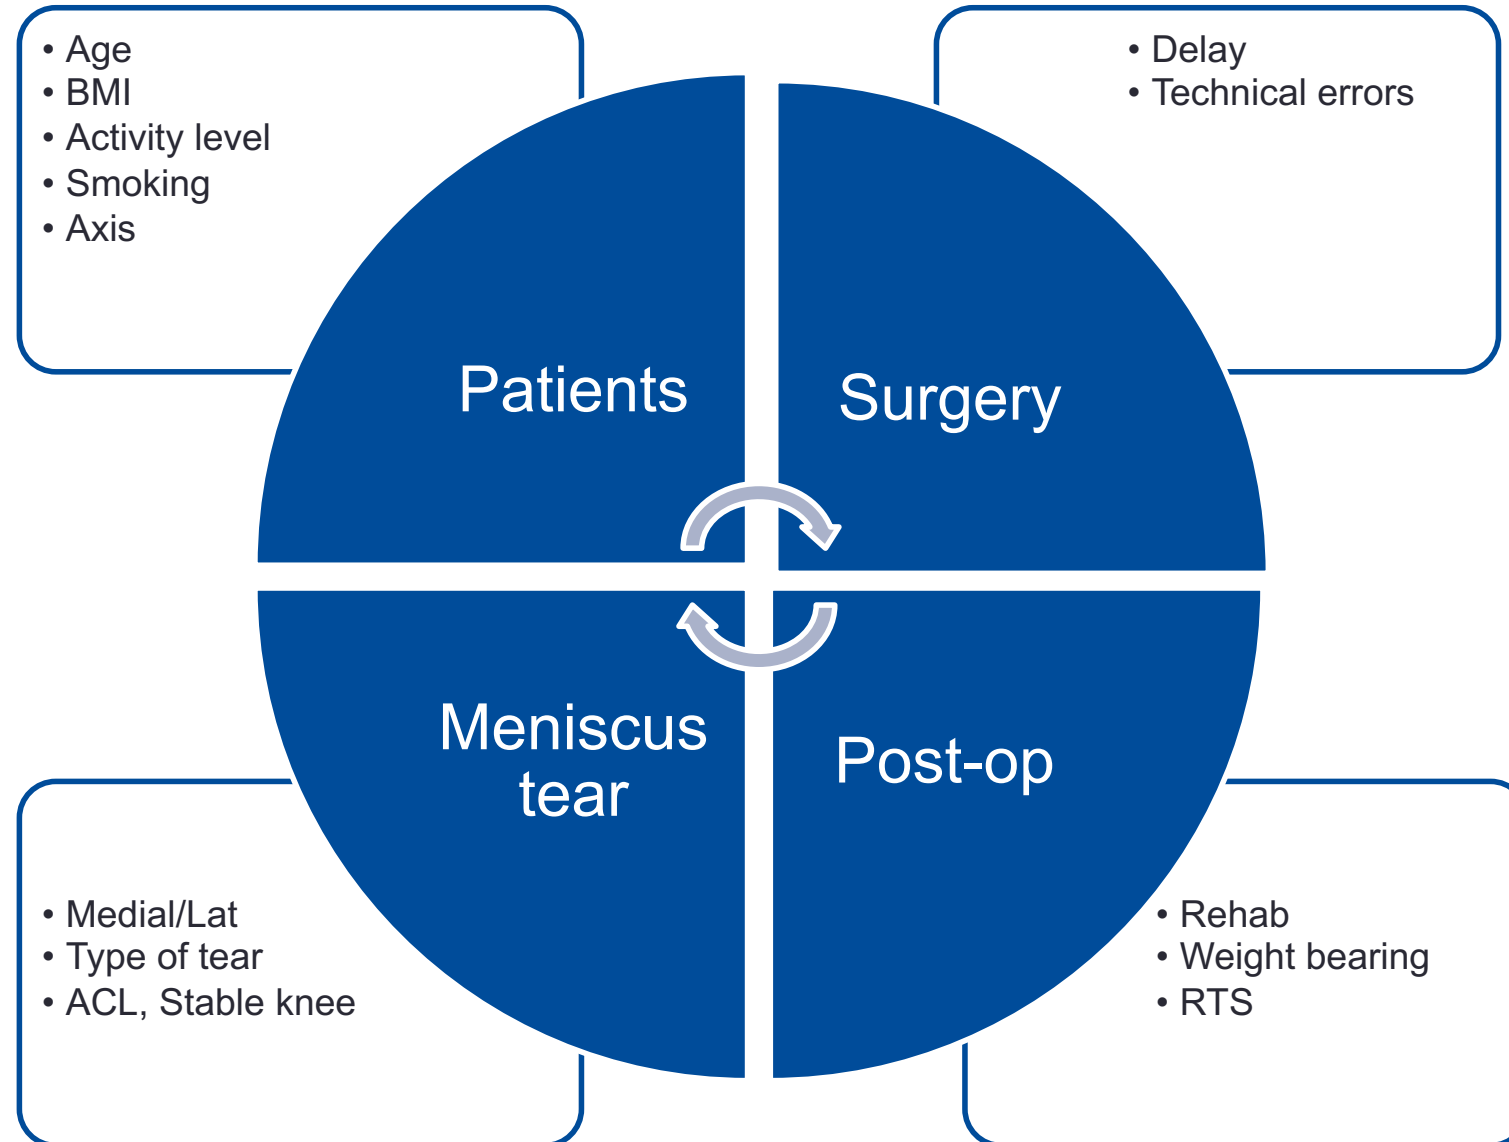 • Age
• BMI
• Activity level
• Smoking
• Axis
• Delay
• Technical errors
Patients
Surgery
Meniscus
tear
Post-op
• Medial/Lat
• Type of tear
• ACL, Stable knee
• Rehab
• Weight bearing
• RTS